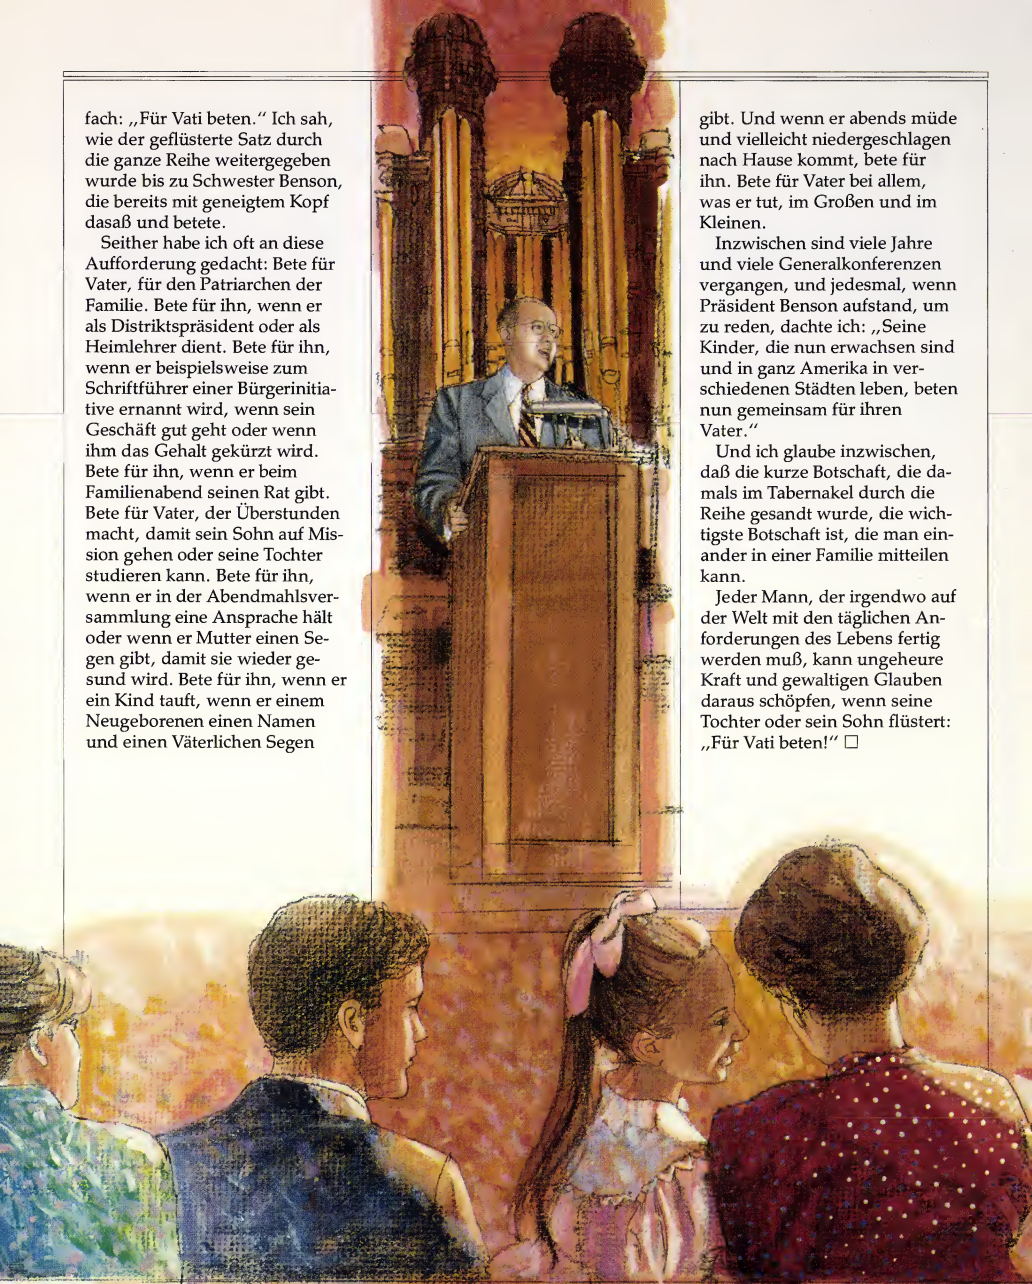 fach: „Für Vati beten.“ Ich sah,
wie der geflüsterte Satz durch
die ganze Reihe weitergegeben
wurde bis zu Schwester Benson,
die bereits mit geneigtem Kopf
dasaß und betete.
Seither habe ich oft an diese
Aufforderung gedacht: Bete für
Vater, für den Patriarchen der
Familie. Bete für ihn, wenn er
als Distriktspräsident oder als
Heimlehrer dient. Bete für ihn,
wenn er beispielsweise zum
Schriftführer einer Bürgerinitia-
tive ernannt wird, wenn sein
Geschäft gut geht oder wenn
ihm das Gehalt gekürzt wird.
Bete für ihn, wenn er beim
Familienabend seinen Rat gibt.
Bete für Vater, der Überstunden
macht, damit sein Sohn auf Mis-
sion gehen oder seine Tochter
studieren kann. Bete für ihn,
wenn er in der Abendmahlsver-
sammlung eine Ansprache hält
oder wenn er Mutter einen Se-
gen gibt, damit sie wieder ge-
sund wird. Bete für ihn, wenn er
ein Kind tauft, wenn er einem
Neugeborenen einen Namen
und einen Väterlichen Segen
gibt. Und wenn er abends müde
und vielleicht niedergeschlagen
nach Hause kommt, bete für
ihn. Bete für Vater bei allem,
was er tut, im Großen und im
Kleinen.
Inzwischen sind viele Jahre
und viele Generalkonferenzen
vergangen, und jedesmal, wenn
Präsident Benson aufstand, um
zu reden, dachte ich: „Seine
Kinder, die nun erwachsen sind
und in ganz Amerika in ver-
schiedenen Städten leben, beten
nun gemeinsam für ihren
Vater.“
Und ich glaube inzwischen,
daß die kurze Botschaft, die da-
mals im Tabernakel durch die
Reihe gesandt wurde, die wich-
tigste Botschaft ist, die man ein-
ander in einer Familie mitteilen
kann.
Jeder Mann, der irgendwo auf
der Welt mit den täglichen An-
forderungen des Lebens fertig
werden muß, kann ungeheure
Kraft und gewaltigen Glauben
daraus schöpfen, wenn seine
Tochter oder sein Sohn flüstert:
„Für Vati beten!“ □